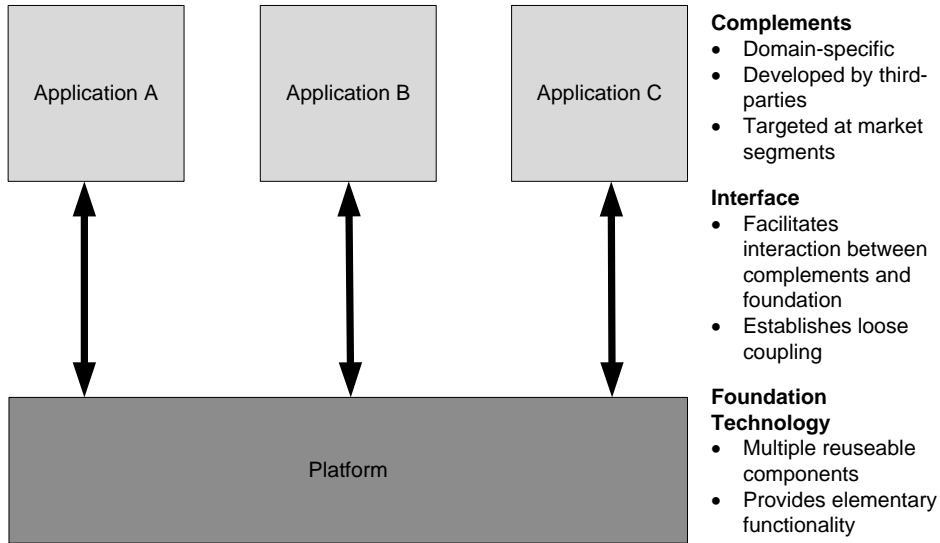 Application A
Application B
Application C
Platform
Complements
• Domain-specific
• Developed by third-
parties
• Targeted at market
segments
Interface
• Facilitates
interaction between
complements and
foundation
• Establishes loose
coupling
Foundation
Technology
• Multiple reuseable
components
• Provides elementary
functionality